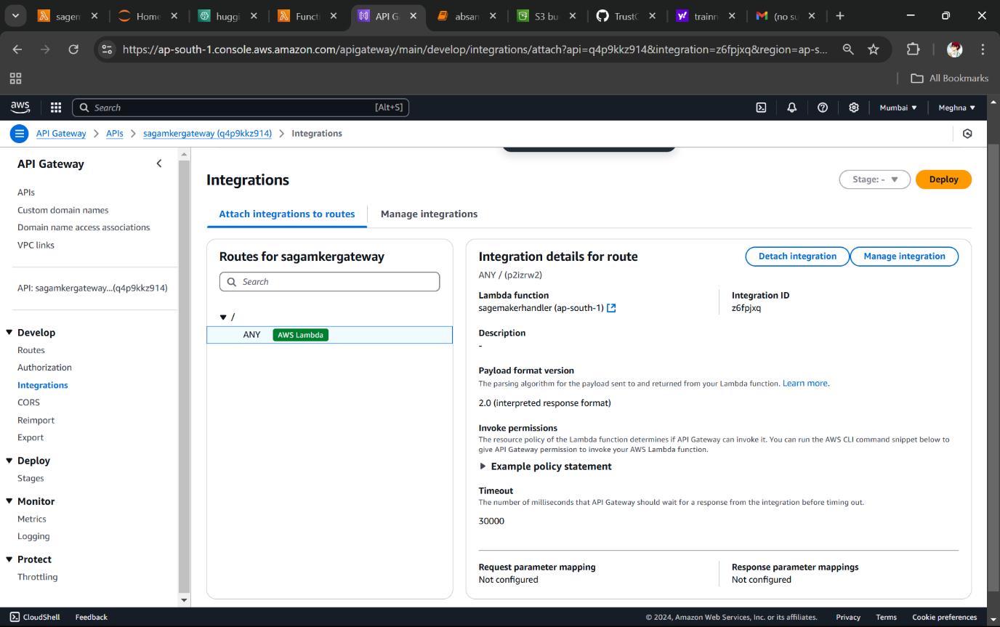 sagem
Home
huggi
Functi
API G
absan
S3 bu
TrustC
trainn
(no su
https://ap-south-1.console.aws.amazon.com/apigateway/main/develop/integrations/attach?api=q4p9kkz914&integration=z6fpjxq&region=ap-s...
All Bookmarks
aws
Search [Alt+S]
Mumbai
Meghna
API Gateway
APIs
sagamkergateway (q4p9kkz914)
Integrations
API Gateway
APIs
Custom domain names
Domain name access associations
VPC links
API: sagamkergateway...(q4p9kkz914)
Develop
Routes
Authorization
Integrations
CORS
Reimport
Export
Deploy
Stages
Monitor
Metrics
Logging
Protect
Throttling
Integrations
Stage: -
Deploy
Attach integrations to routes
Manage integrations
Routes for sagamkergateway
Search
/
ANY AWS Lambda
Integration details for route
Detach integration
Manage integration
ANY / (p2izrw2)
Lambda function
sagemakerhandler (ap-south-1)
Integration ID
z6fpjxq
Description
-
Payload format version
The parsing algorithm for the payload sent to and returned from your Lambda function. Learn more.
2.0 (interpreted response format)
Invoke permissions
The resource policy of the Lambda function determines if API Gateway can invoke it. You can run the AWS CLI command snippet below to
give API Gateway permission to invoke your AWS Lambda function.
Example policy statement
Timeout
The number of milliseconds that API Gateway should wait for a response from the integration before timing out.
30000
Request parameter mapping
Not configured
Response parameter mappings
Not configured
CloudShell
Feedback
© 2024, Amazon Web Services, Inc. or its affiliates.
Privacy
Terms
Cookie preferences